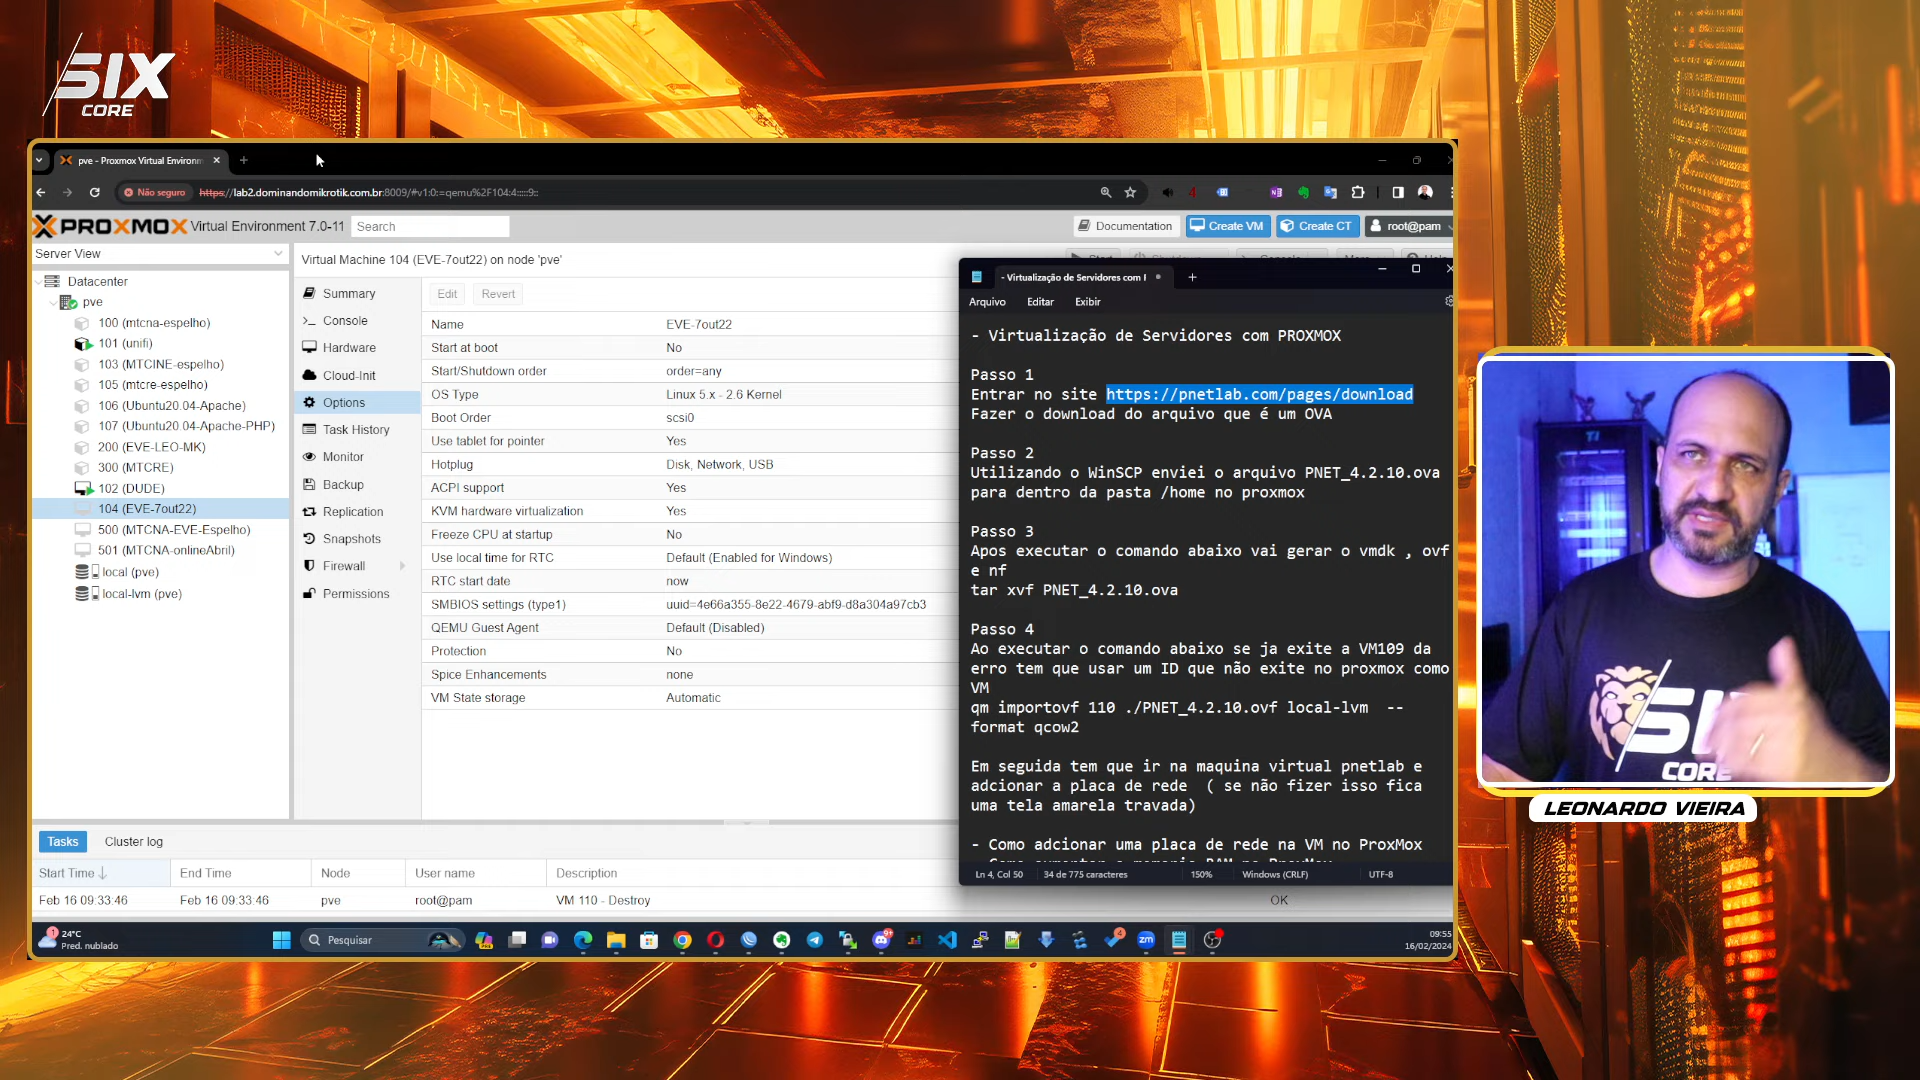 SIX
CORE
pve - Proxmox Virtual Environm
Não seguro
https://lab2.dominandomikrotik.com.br:8009/#v1:0:=qemu%2F104:4:::::9::
PROXMOX Virtual Environment 7.0-11
Search
Documentation
Create VM
Create CT
root@pam
Server View
Datacenter
pve
100 (mtcna-espelho)
101 (unifi)
103 (MTCINE-espelho)
105 (mtcre-espelho)
106 (Ubuntu20.04-Apache)
107 (Ubuntu20.04-Apache-PHP)
200 (EVE-LEO-MK)
300 (MTCRE)
102 (DUDE)
104 (EVE-7out22)
500 (MTCNA-EVE-Espelho)
501 (MTCNA-onlineAbril)
local (pve)
local-lvm (pve)
Virtual Machine 104 (EVE-7out22) on node 'pve'
Summary
Console
Hardware
Cloud-Init
Options
Task History
Monitor
Backup
Replication
Snapshots
Firewall
Permissions
Edit
Revert
Name EVE-7out22
Start at boot No
Start/Shutdown order order=any
OS Type Linux 5.x - 2.6 Kernel
Boot Order scsi0
Use tablet for pointer Yes
Hotplug Disk, Network, USB
ACPI support Yes
KVM hardware virtualization Yes
Freeze CPU at startup No
Use local time for RTC Default (Enabled for Windows)
RTC start date now
SMBIOS settings (type1) uuid=4e66a355-8e22-4679-abf9-d8a304a97cb3
QEMU Guest Agent Default (Disabled)
Protection No
Spice Enhancements none
VM State storage Automatic
- Virtualização de Servidores com I
Arquivo Editar Exibir
- Virtualização de Servidores com PROXMOX
Passo 1
Entrar no site https://pnetlab.com/pages/download
Fazer o download do arquivo que é um OVA
Passo 2
Utilizando o WinSCP enviei o arquivo PNET_4.2.10.ova
para dentro da pasta /home no proxmox
Passo 3
Apos executar o comando abaixo vai gerar o vmdk , ovf
e nf
tar xvf PNET_4.2.10.ova
Passo 4
Ao executar o comando abaixo se ja exite a VM109 da
erro tem que usar um ID que não exite no proxmox como
VM
qm importovf 110 ./PNET_4.2.10.ovf local-lvm --
format qcow2
Em seguida tem que ir na maquina virtual pnetlab e
adcionar a placa de rede ( se não fizer isso fica
uma tela amarela travada)
- Como adcionar uma placa de rede na VM no ProxMox
Ln 4, Col 50
34 de 775 caracteres
150%
Windows (CRLF)
UTF-8
Tasks
Cluster log
Start Time End Time Node User name Description
Feb 16 09:33:46 Feb 16 09:33:46 pve root@pam VM 110 - Destroy OK
24°C
Pred. nublado
Pesquisar
09:55
16/02/2024
SIX
CORE
LEONARDO VIEIRA